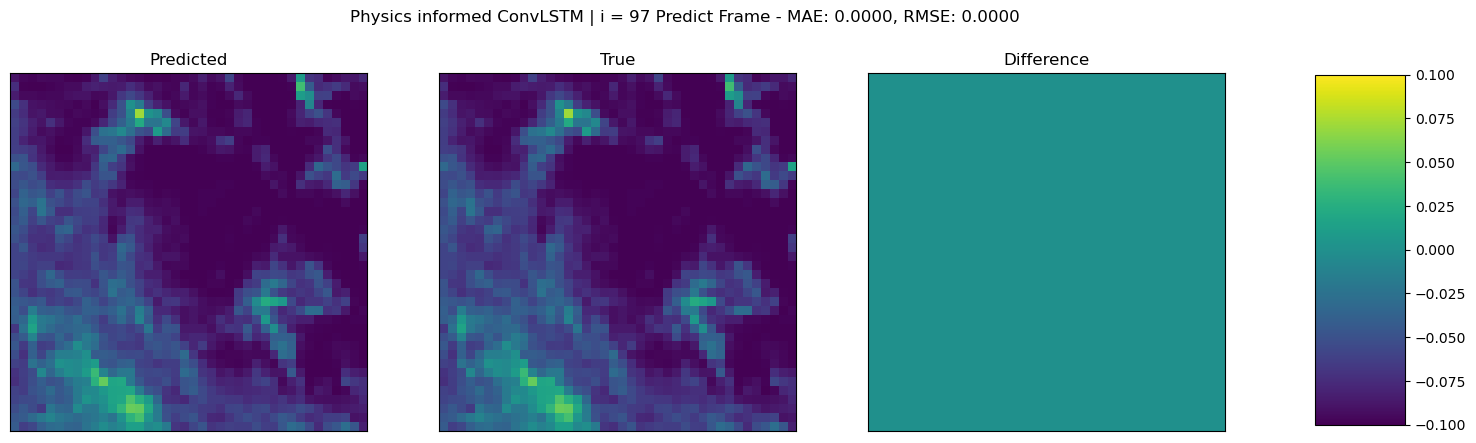 Physics informed ConvLSTM | i = 97 Predict Frame - MAE: 0.0000, RMSE: 0.0000
Predicted
True
Difference
0.100
0.075
0.050
0.025
0.000
−0.025
−0.050
−0.075
−0.100